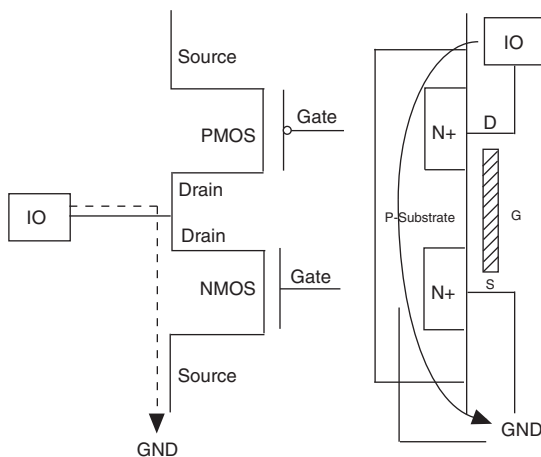 Source
Gate
PMOS
Drain
IO
Drain
Gate
NMOS
Source
GND
IO
N+
D
P-Substrate
G
N+
S
GND